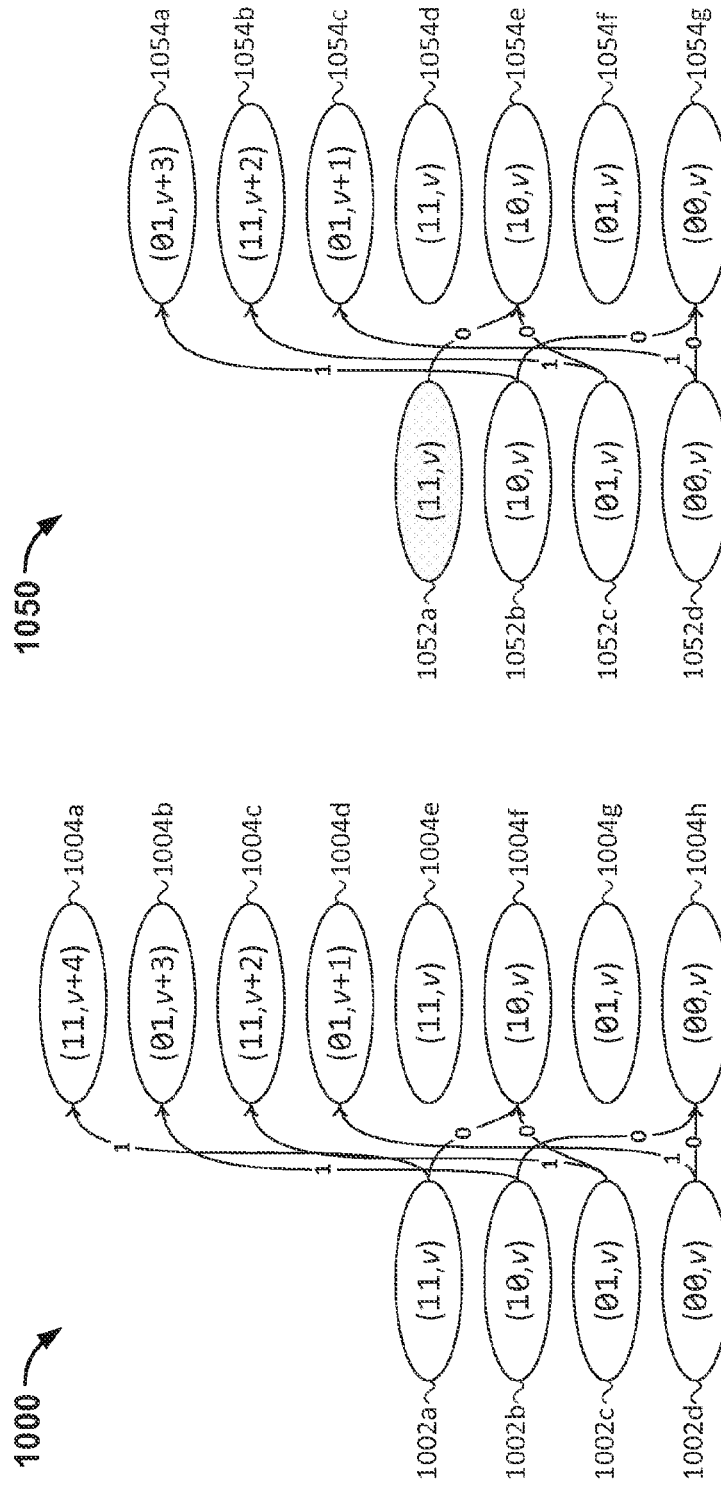 1000
(11,v+4) 1004a
1
(01,v+3) 1004b
(11,v+2) 1004c
1
(01,v+1) 1004d
1002a (11,v) (11,v) 1004e
0
1002b (10,v) (10,v) 1004f
0
1
1002c (01,v) (01,v) 1004g
0
1
1002d (00,v) 0 (00,v) 1004h
1050
(01,v+3) 1054a
(11,v+2) 1054b
1
(01,v+1) 1054c
1052a (11,v) (11,v) 1054d
0
1052b (10,v) (10,v) 1054e
0
1
1052c (01,v) (01,v) 1054f
0
1
1052d (00,v) 0 (00,v) 1054g